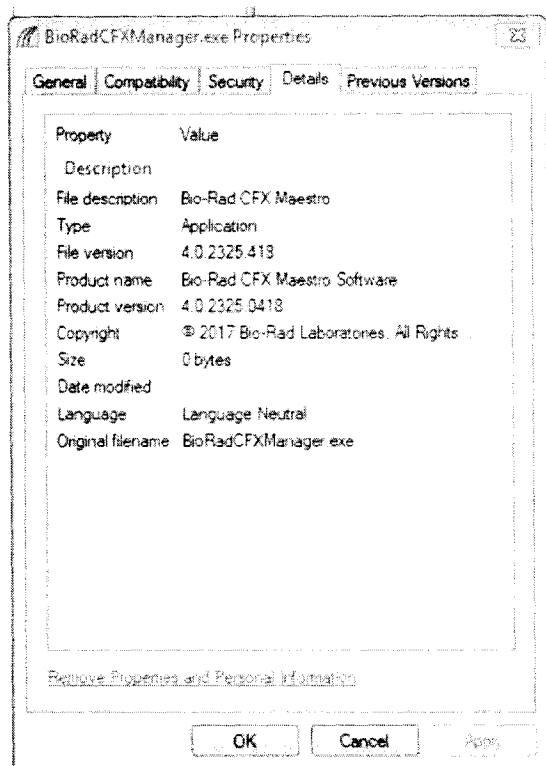 BioRadCFXManager.exe Properties
General Compatibility Security Details Previous Versions
Property Value
Description
File description Bio-Rad CFX Maestro
Type Application
File version 4.0.2325.418
Product name Bio-Rad CFX Maestro Software
Product version 4.0.2325.0418
Copyright © 2017 Bio-Rad Laboratories. All Rights
Size 0 bytes
Date modified
Language Language Neutral
Original filename BioRadCFXManager.exe
Remove Properties and Personal Information
OK Cancel Apply